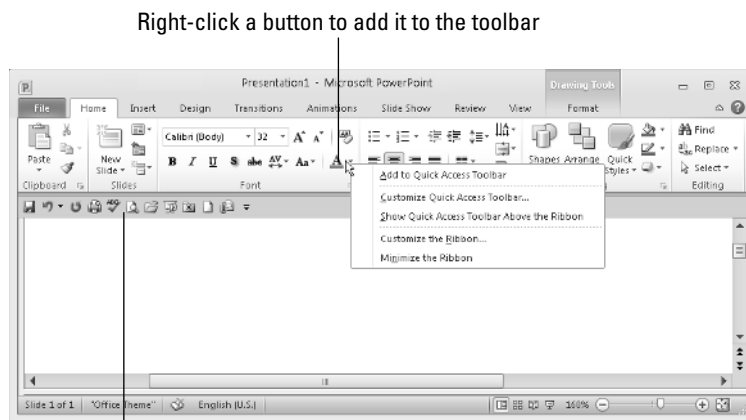 Right-click a button to add it to the toolbar
Presentation1 - Microsoft PowerPoint
Drawing Tools
File Home Insert Design Transitions Animations Slide Show Review View Format
Calibri (Body) 32
Paste
New
Slide
B I U S abc AV Aa A
Shapes Arrange Quick
Styles
Find
Replace
Select
Clipboard Slides Font Editing
Add to Quick Access Toolbar
Customize Quick Access Toolbar...
Show Quick Access Toolbar Above the Ribbon
Customize the Ribbon...
Minimize the Ribbon
Slide 1 of 1 "Office Theme" English (U.S.) 160%